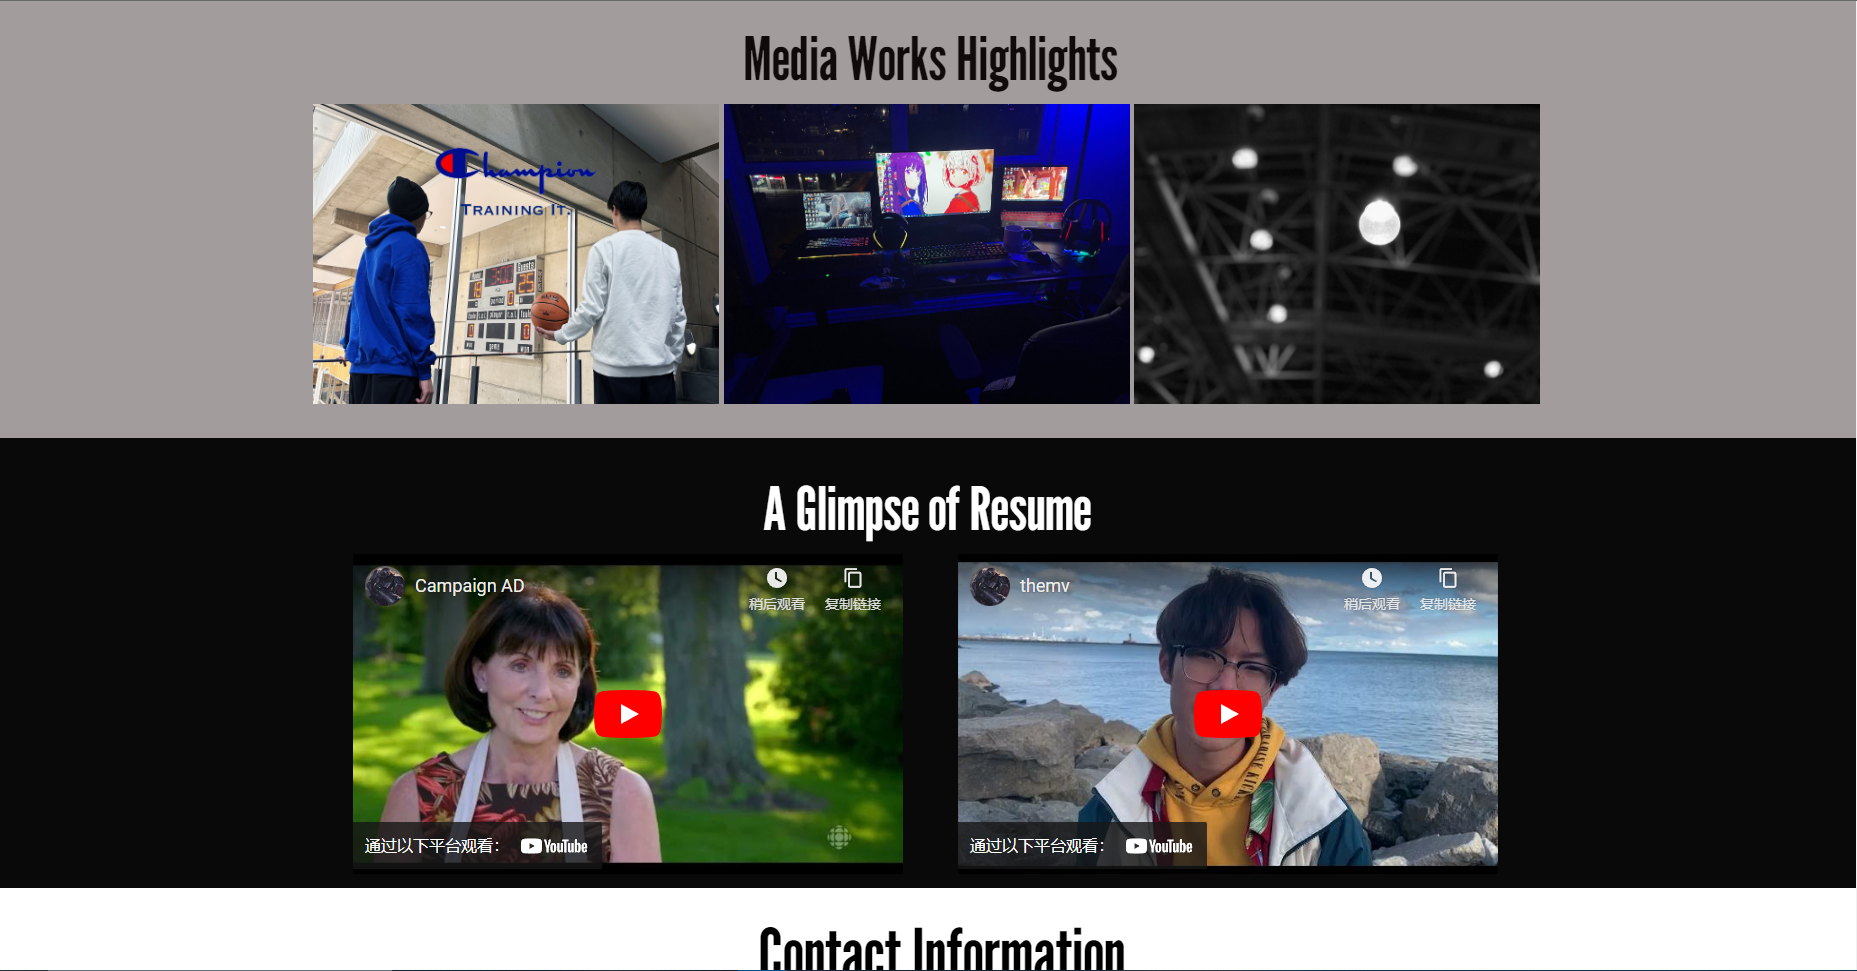 Media Works Highlights
Champion
TRAINING IT.
A Glimpse of Resume
Campaign AD
稍后观看
复制链接
themv
稍后观看
复制链接
通过以下平台观看：
YouTube
通过以下平台观看：
YouTube
Contact Information